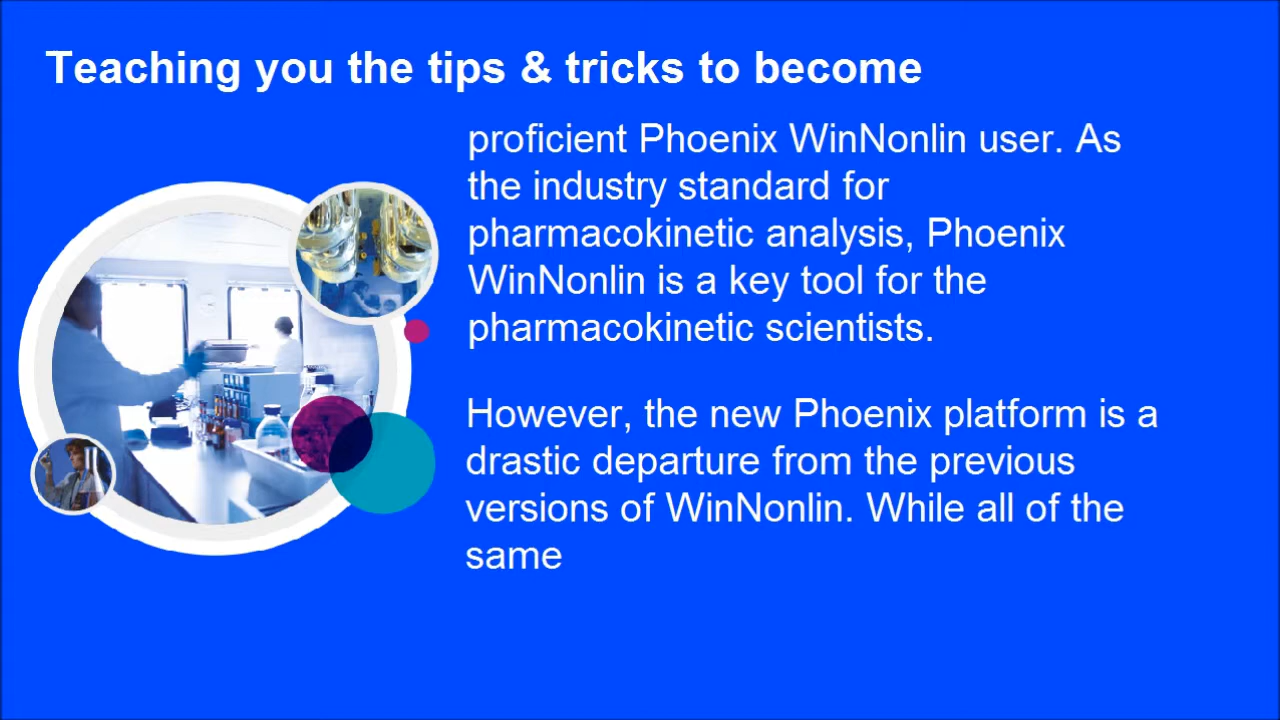 Teaching you the tips & tricks to become
proficient Phoenix WinNonlin user. As
the industry standard for
pharmacokinetic analysis, Phoenix
WinNonlin is a key tool for the
pharmacokinetic scientists.
However, the new Phoenix platform is a
drastic departure from the previous
versions of WinNonlin. While all of the
same